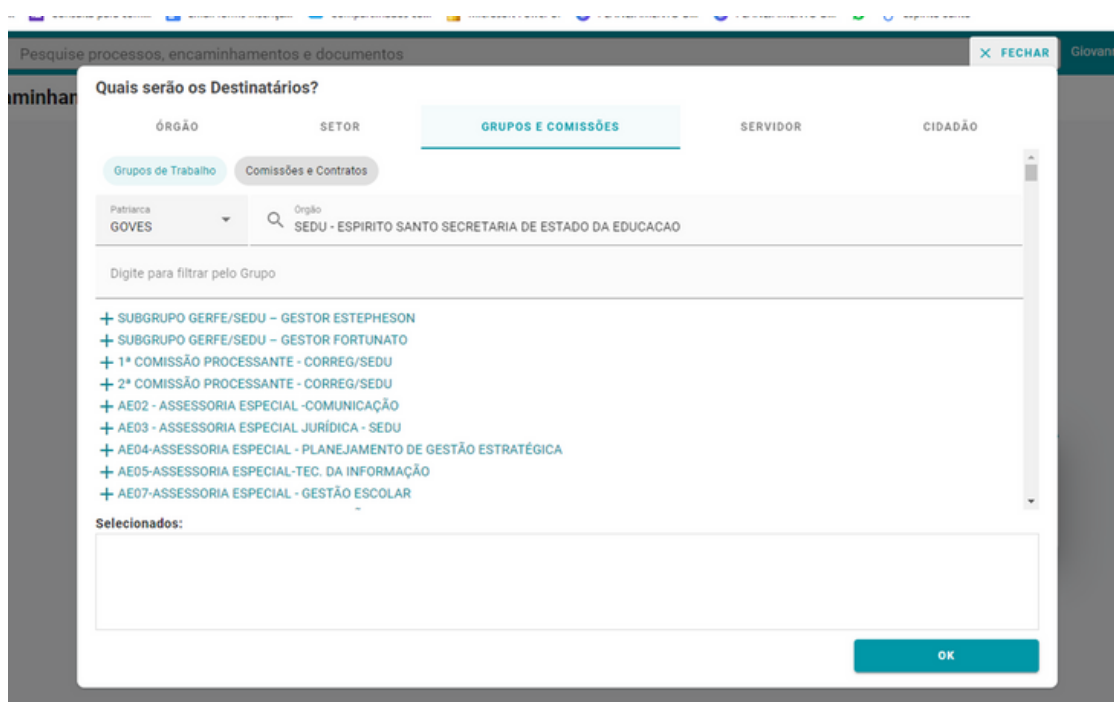 Pesquise processos, encaminhamentos e documentos
FECHAR
Giovan
aminhan
Quais serão os Destinatários?
ÓRGÃO SETOR GRUPOS E COMISSÕES SERVIDOR CIDADÃO
Grupos de Trabalho Comissões e Contratos
Patriarca
GOVES
Orgão
SEDU - ESPIRITO SANTO SECRETARIA DE ESTADO DA EDUCACAO
Digite para filtrar pelo Grupo
+ SUBGRUPO GERFE/SEDU – GESTOR ESTEPHESON
+ SUBGRUPO GERFE/SEDU – GESTOR FORTUNATO
+ 1ª COMISSÃO PROCESSANTE - CORREG/SEDU
+ 2ª COMISSÃO PROCESSANTE - CORREG/SEDU
+ AE02 - ASSESSORIA ESPECIAL -COMUNICAÇÃO
+ AE03 - ASSESSORIA ESPECIAL JURÍDICA - SEDU
+ AE04-ASSESSORIA ESPECIAL - PLANEJAMENTO DE GESTÃO ESTRATÉGICA
+ AE05-ASSESSORIA ESPECIAL-TEC. DA INFORMAÇÃO
+ AE07-ASSESSORIA ESPECIAL - GESTÃO ESCOLAR
Selecionados:
OK